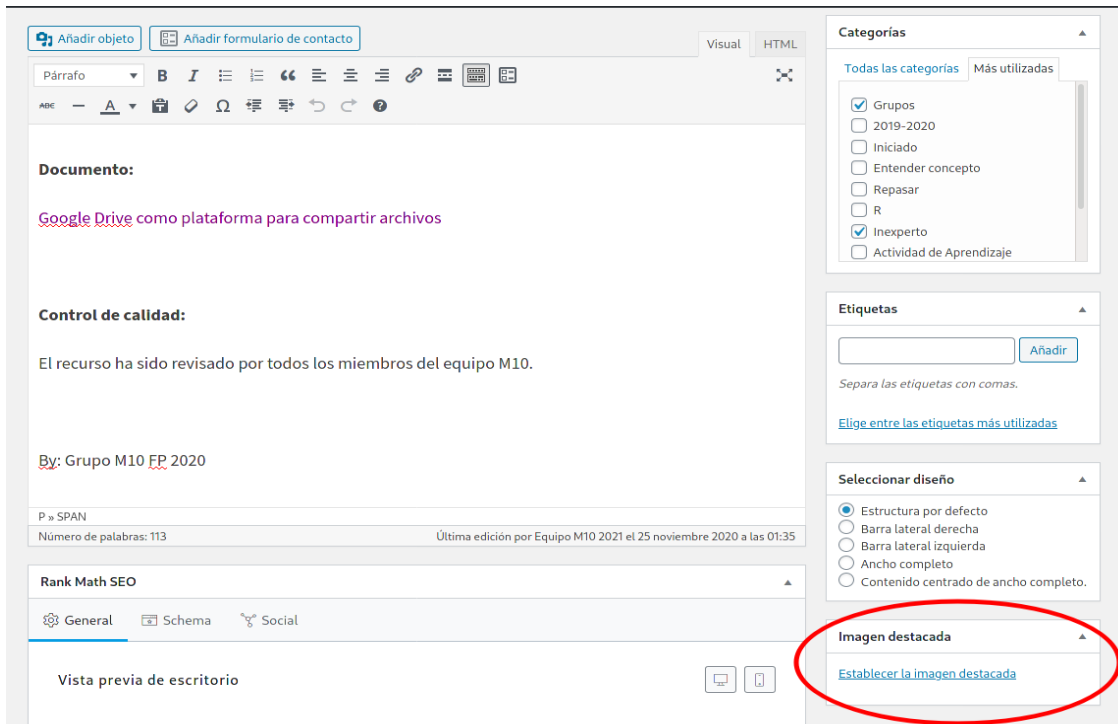 Añadir objeto
Añadir formulario de contacto
Visual
HTML
Párrafo
B I
ABC A Ω
Documento:
Google Drive como plataforma para compartir archivos
Control de calidad:
El recurso ha sido revisado por todos los miembros del equipo M10.
By: Grupo M10 FP 2020
P » SPAN
Número de palabras: 113
Última edición por Equipo M10 2021 el 25 noviembre 2020 a las 01:35
Rank Math SEO
General
Schema
Social
Vista previa de escritorio
Categorías
Todas las categorías
Más utilizadas
Grupos
2019-2020
Iniciado
Entender concepto
Repasar
R
Inexperto
Actividad de Aprendizaje
Etiquetas
Añadir
Separa las etiquetas con comas.
Elige entre las etiquetas más utilizadas
Seleccionar diseño
Estructura por defecto
Barra lateral derecha
Barra lateral izquierda
Ancho completo
Contenido centrado de ancho completo.
Imagen destacada
Establecer la imagen destacada